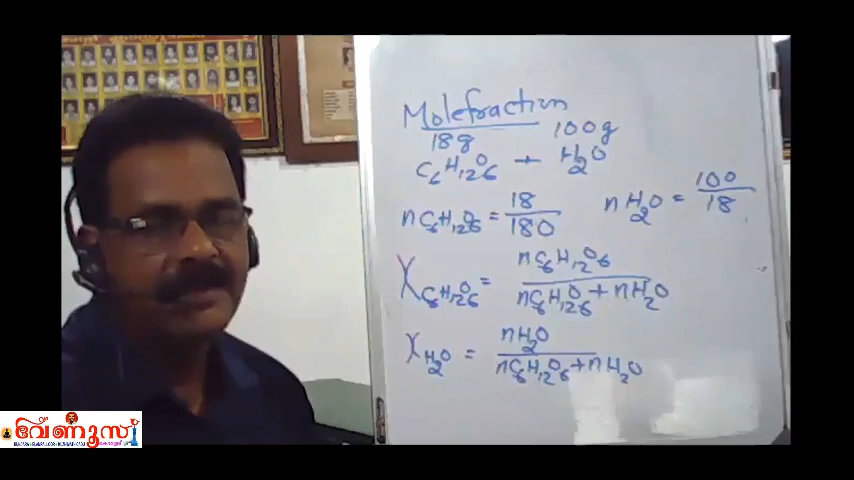 Molefraction
18g 100g
C6H12O6 + H2O
nC6H12O6 = 18/180 nH2O = 100/18
XC6H12O6 = nC6H12O6/nC6H12O6 + nH2O
XH2O = nH2O/nC6H12O6 + nH2O
വേണൂസ്